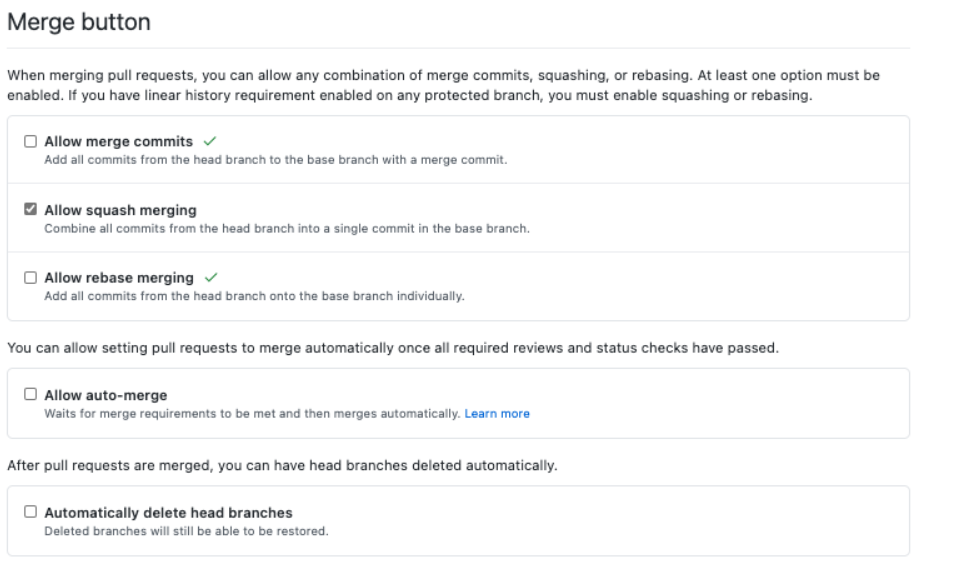 Merge button
When merging pull requests, you can allow any combination of merge commits, squashing, or rebasing. At least one option must be
enabled. If you have linear history requirement enabled on any protected branch, you must enable squashing or rebasing.
Allow merge commits
Add all commits from the head branch to the base branch with a merge commit.
Allow squash merging
Combine all commits from the head branch into a single commit in the base branch.
Allow rebase merging
Add all commits from the head branch onto the base branch individually.
You can allow setting pull requests to merge automatically once all required reviews and status checks have passed.
Allow auto-merge
Waits for merge requirements to be met and then merges automatically. Learn more
After pull requests are merged, you can have head branches deleted automatically.
Automatically delete head branches
Deleted branches will still be able to be restored.